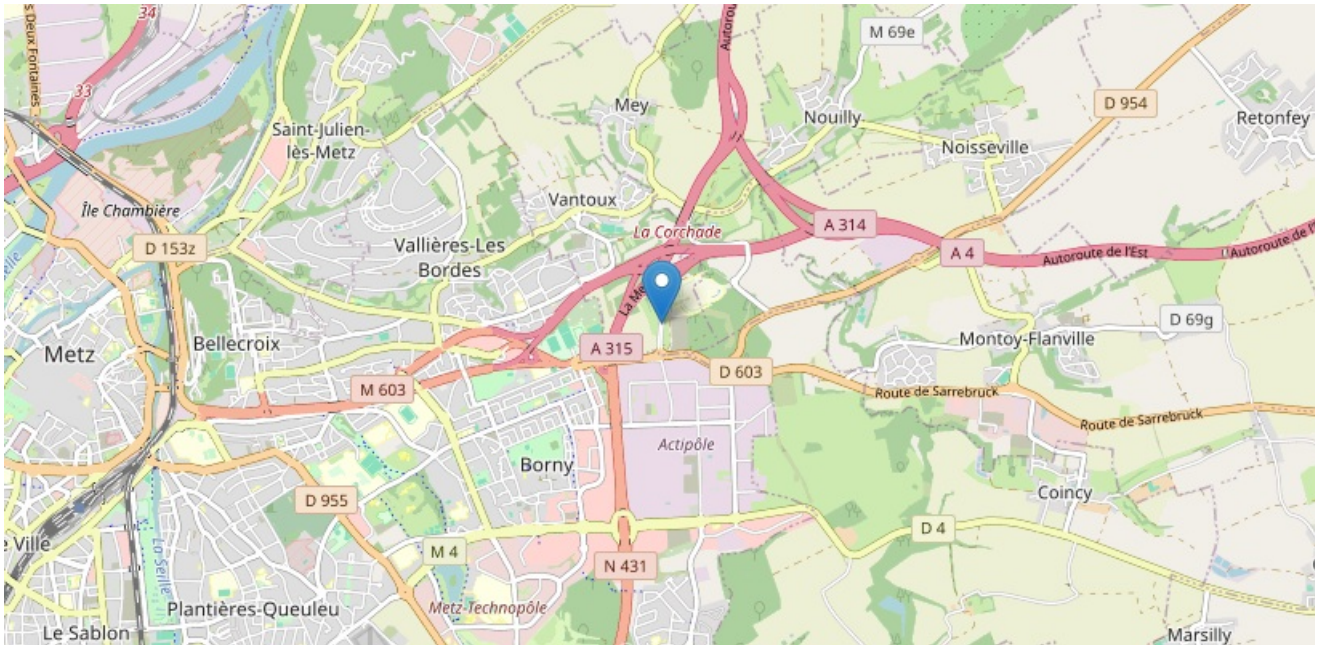 34
s Deux Fontaines
33
Autorou
M 69e
D 954
Mey
Nouilly
Retonfey
Saint-Julien-
lès-Metz
Noisseville
Île Chambière
Vantoux
La Corchade
A 314
D 153z
Vallières-Les
Bordes
A 4
Autoroute de l'Est
Autoroute de l'
La Me
D 69g
Metz
Bellecroix
A 315
Montoy-Flanville
D 603
M 603
Route de Sarrebruck
Route de Sarrebruck
Actipôle
Borny
D 955
Coincy
e Ville
La Seille
M 4
D 4
N 431
Plantières-Queuleu
Metz-Technopôle
Le Sablon
Marsilly